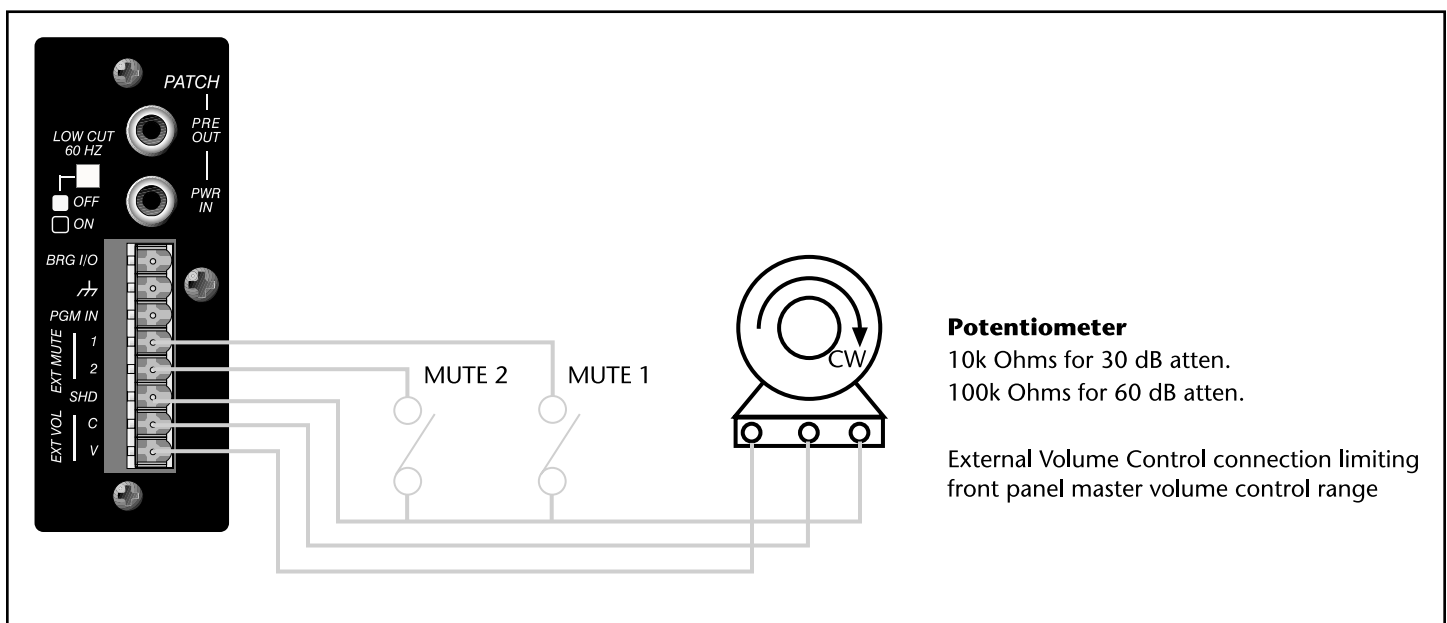 PATCH
PRE
OUT
LOW CUT
60 HZ
PWR
IN
OFF
ON
BRG I/O
PGM IN
EXT MUTE
1
2
SHD
EXT VOL
C
V
MUTE 2
MUTE 1
CW
Potentiometer
10k Ohms for 30 dB atten.
100k Ohms for 60 dB atten.
External Volume Control connection limiting
front panel master volume control range